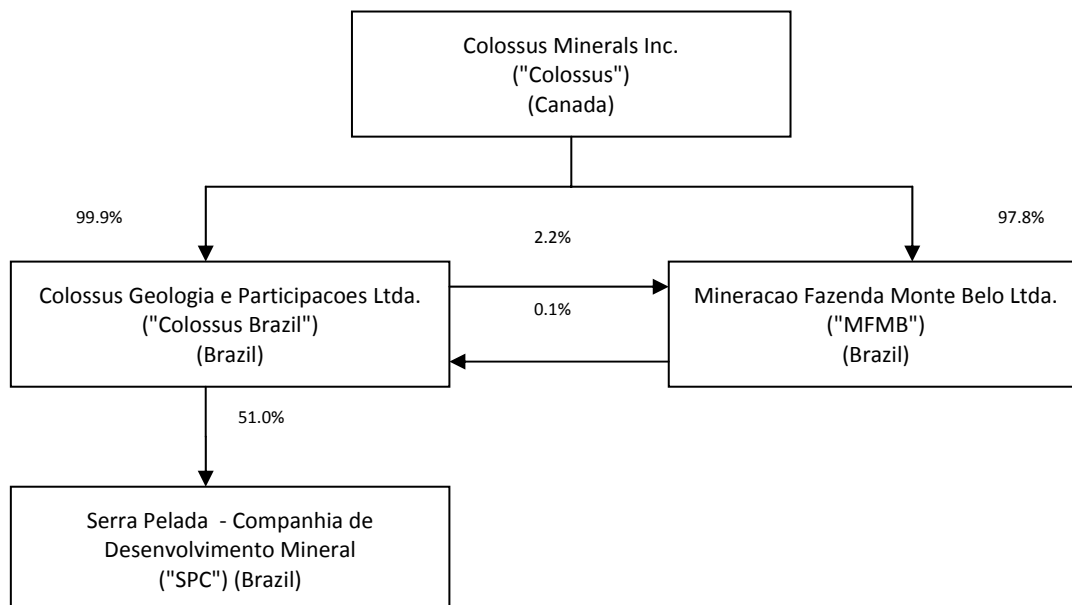 Colossus Minerals Inc.
("Colossus")
(Canada)
99.9%
2.2%
97.8%
Colossus Geologia e Participacoes Ltda.
("Colossus Brazil")
(Brazil)
0.1%
Mineracao Fazenda Monte Belo Ltda.
("MFMB")
(Brazil)
51.0%
Serra Pelada - Companhia de
Desenvolvimento Mineral
("SPC") (Brazil)